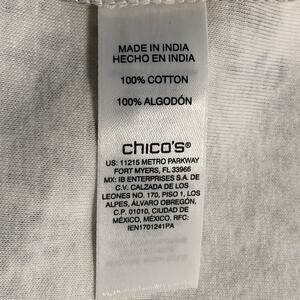 MADE IN INDIA
HECHO EN INDIA
100% COTTON
100% ALGODÓN
chico's®
US: 11215 METRO PARKWAY
FORT MYERS, FL 33966
MX: IB ENTERPRISES S.A. DE
C.V. CALZADA DE LOS
LEONES NO. 170, PISO 1, LOS
ALPES, ÁLVARO OBREGÓN,
C.P. 01010, CIUDAD DE
MÉXICO, MÉXICO. RFC:
IEN1701241PA